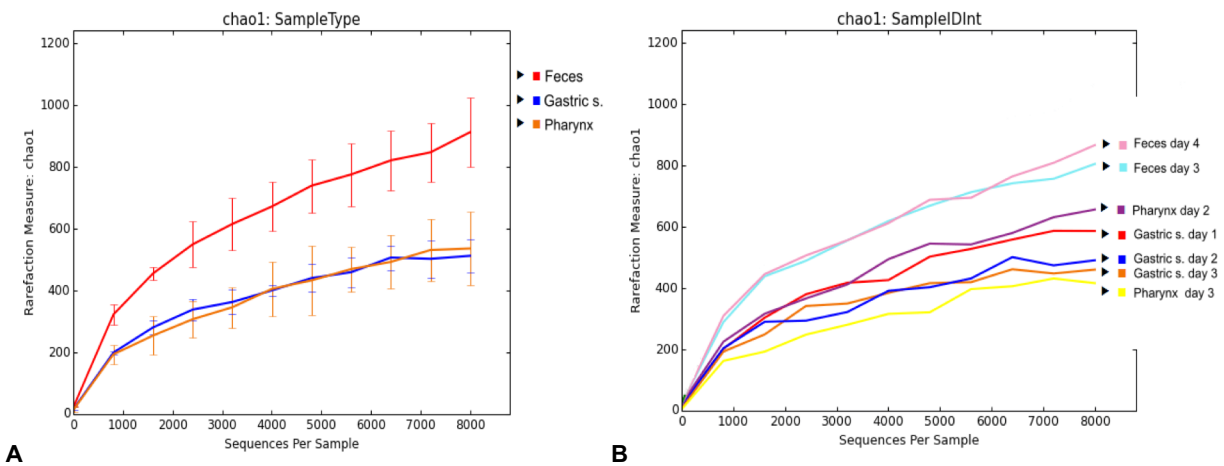 chao1: SampleType
1200
1000
800
600
400
200
0
Rarefaction Measure: chao1
0 1000 2000 3000 4000 5000 6000 7000 8000
Sequences Per Sample
Feces
Gastric s.
Pharynx
A
chao1: SampleIDInt
1200
1000
800
600
400
200
0
Rarefaction Measure: chao1
0 1000 2000 3000 4000 5000 6000 7000 8000
Sequences Per Sample
Feces day 4
Feces day 3
Pharynx day 2
Gastric s. day 1
Gastric s. day 2
Gastric s. day 3
Pharynx day 3
B